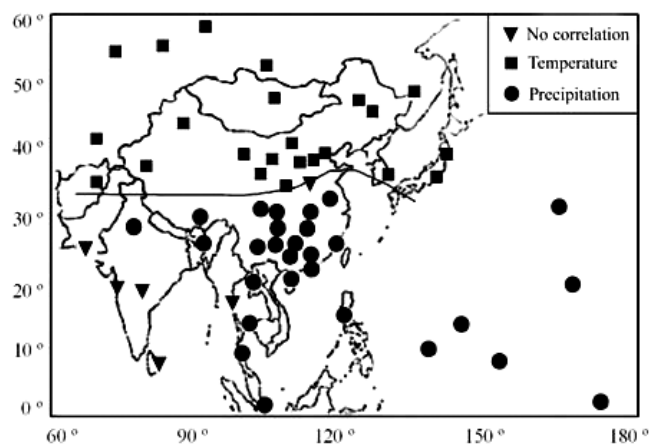 60 º
50 º
40 º
30 º
20 º
10 º
0 º
60 º 90 º 120 º 150 º 180 º
No correlation
Temperature
Precipitation